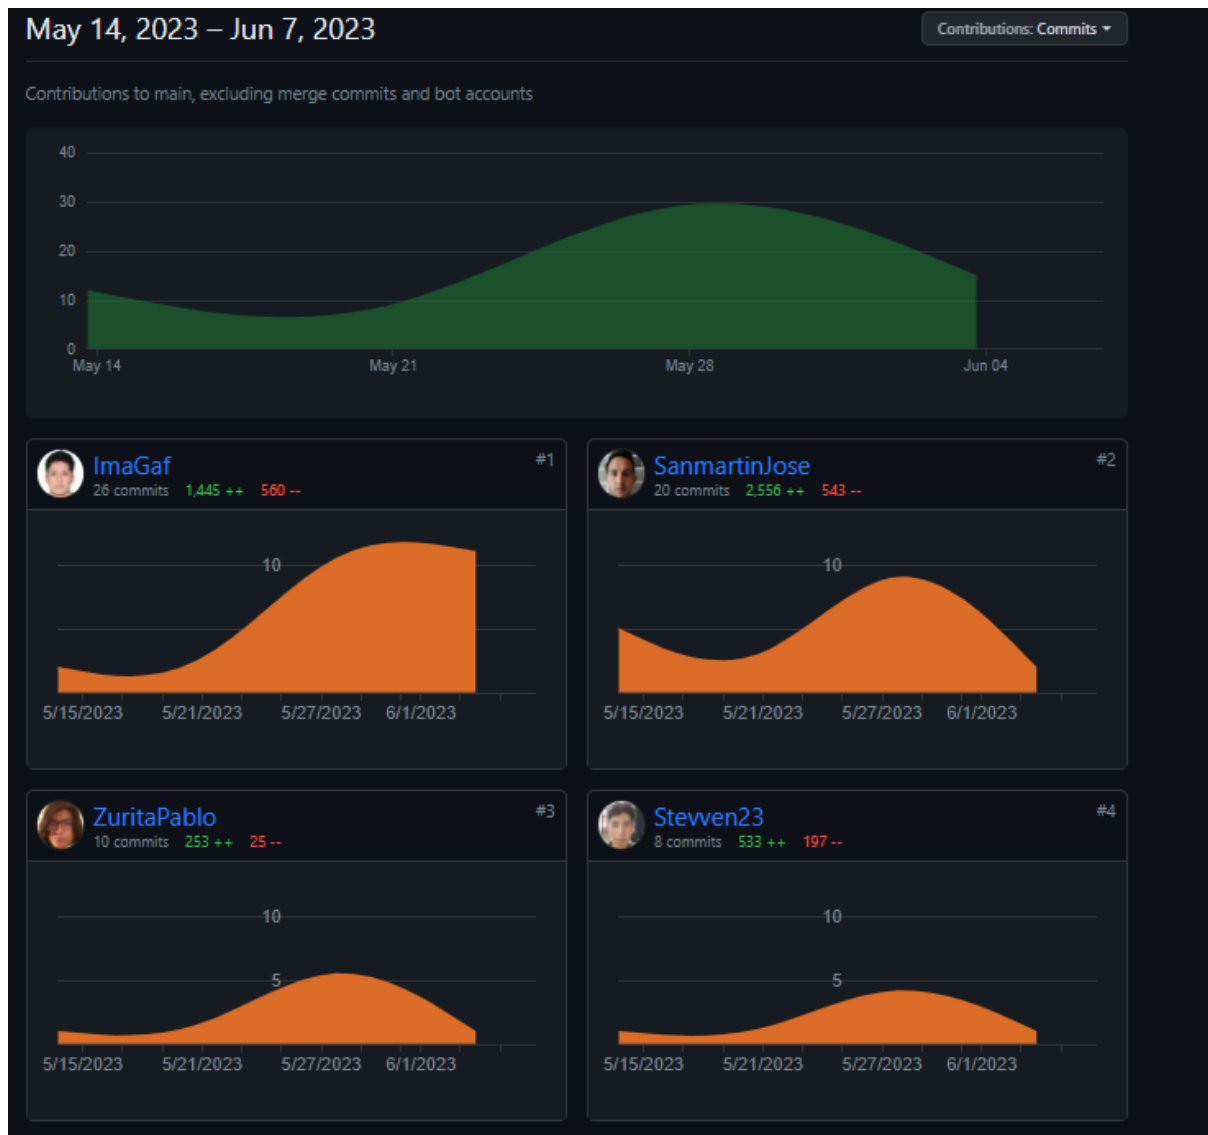 May 14, 2023 – Jun 7, 2023
Contributions: Commits
Contributions to main, excluding merge commits and bot accounts
40
30
20
10
0
May 14 May 21 May 28 Jun 04
ImaGaf #1
26 commits 1,445 ++ 560 --
10
5/15/2023 5/21/2023 5/27/2023 6/1/2023
SanmartinJose #2
20 commits 2,556 ++ 543 --
10
5/15/2023 5/21/2023 5/27/2023 6/1/2023
ZuritaPablo #3
10 commits 253 ++ 25 --
10
5
5/15/2023 5/21/2023 5/27/2023 6/1/2023
Stevven23 #4
8 commits 533 ++ 197 --
10
5
5/15/2023 5/21/2023 5/27/2023 6/1/2023